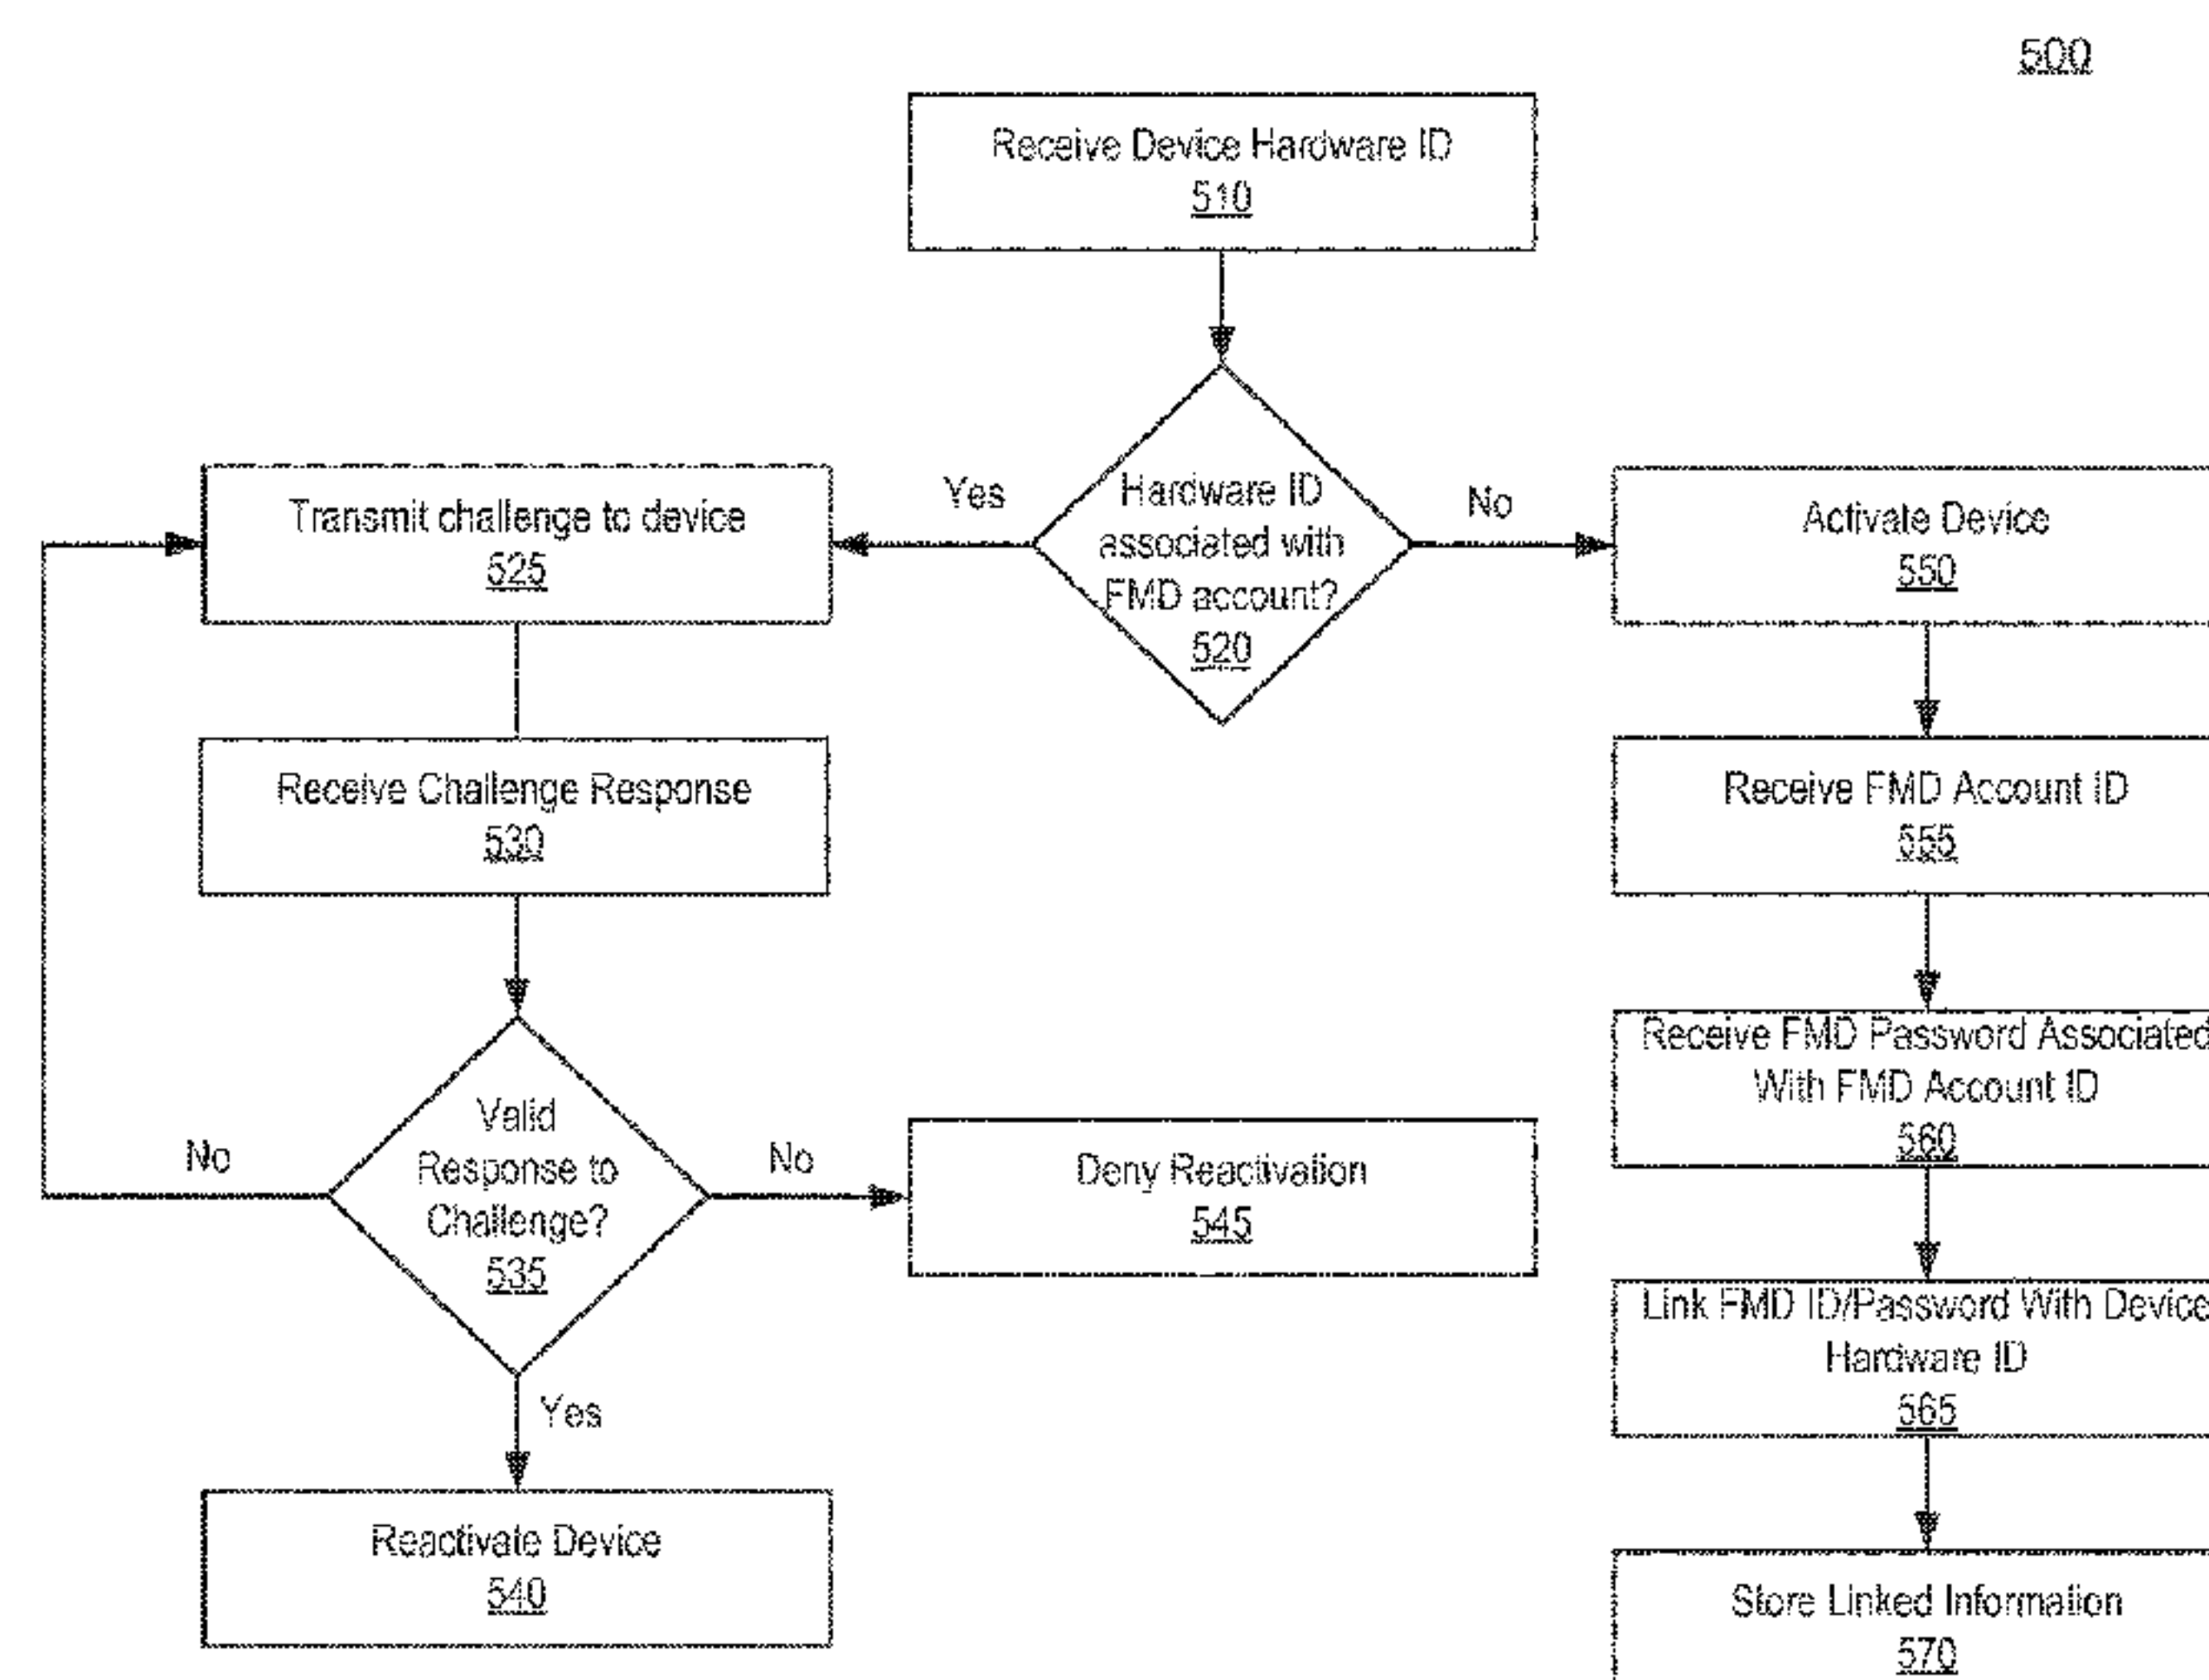 500
Receive Device Hardware ID
510
Hardware ID
associated with
FMD account?
520
Yes
No
Transmit challenge to device
525
Activate Device
550
Receive Challenge Response
530
Receive FMD Account ID
555
Valid
Response to
Challenge?
535
No
No
Deny Reactivation
545
Receive FMD Password Associated
With FMD Account ID
560
Link FMD ID/Password With Device
Hardware ID
565
Yes
Reactivate Device
540
Store Linked Information
570